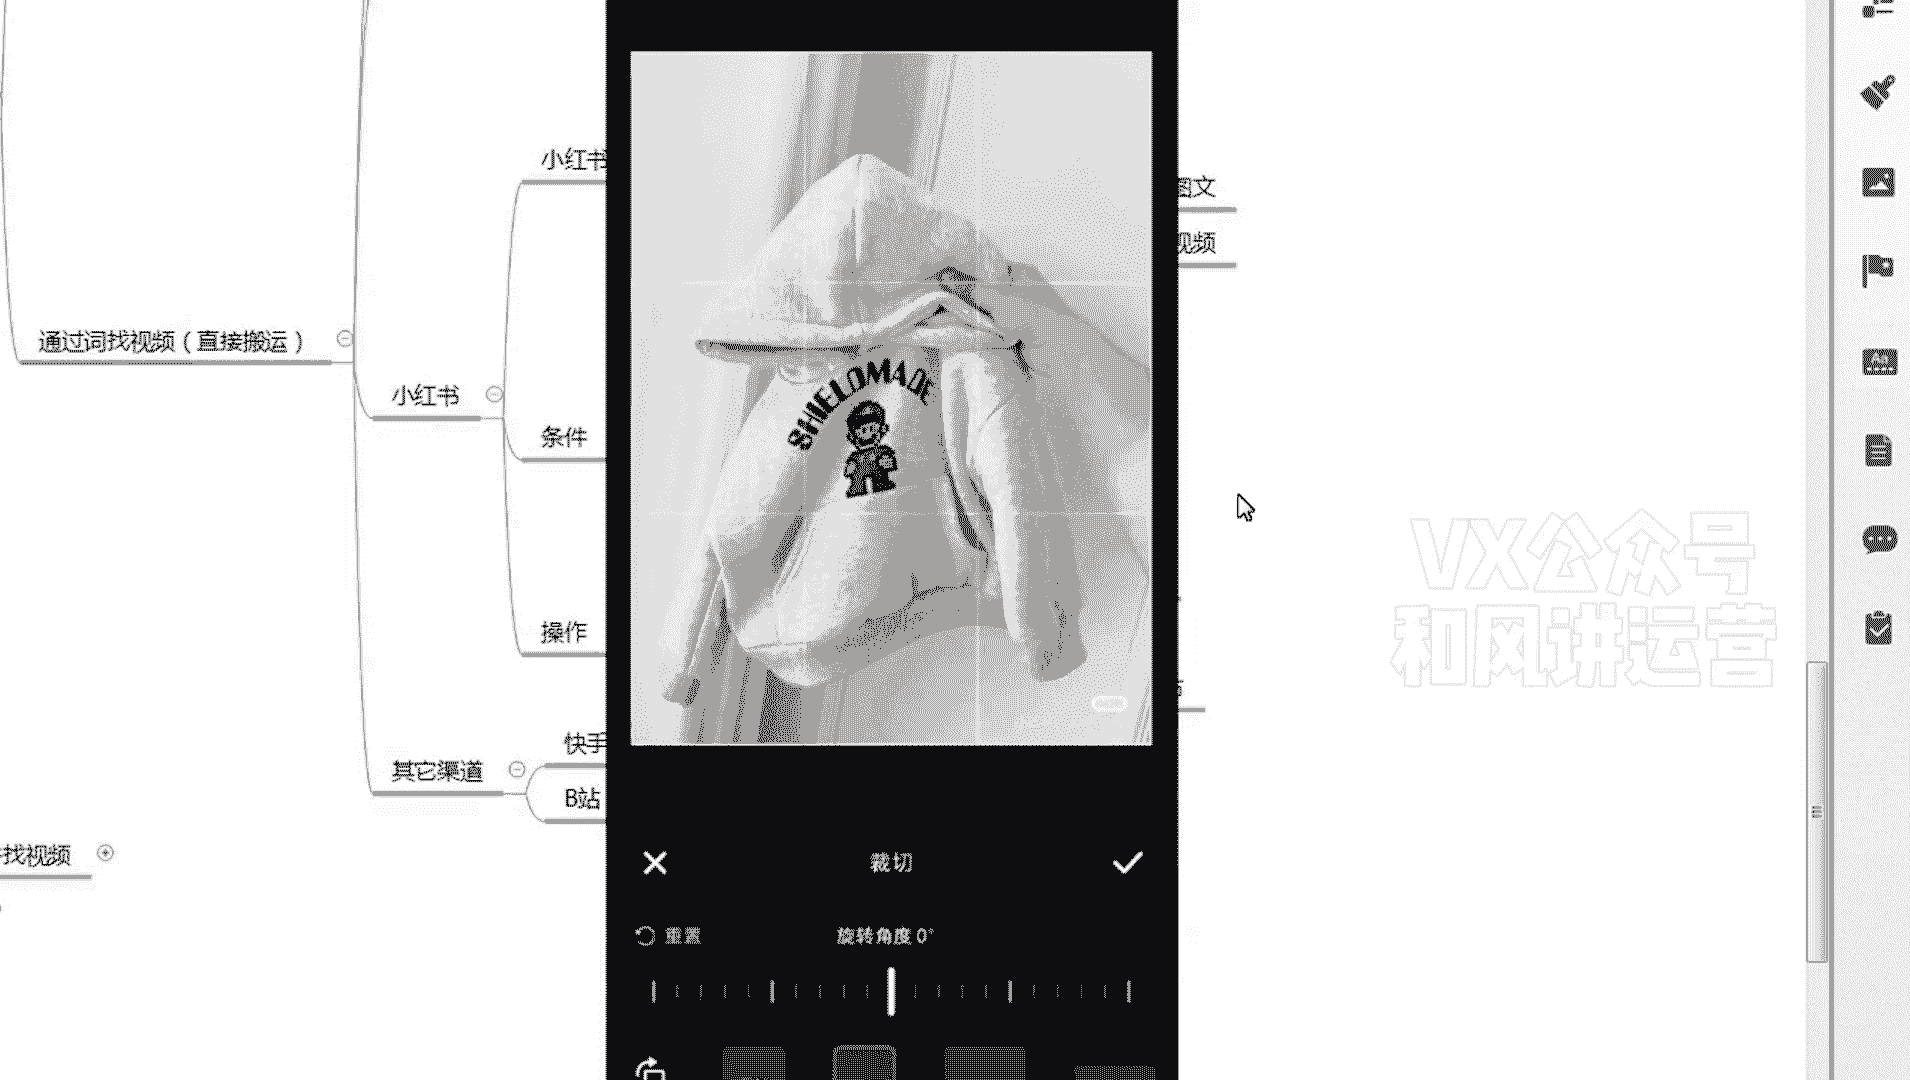 小红书
图文
视频
通过词找视频（直接搬运）
小红书
条件
操作
快手
其它渠道
B站
找视频
SHIELDMADE
裁切
重置
旋转角度 0°
VX公众号
和风讲运营